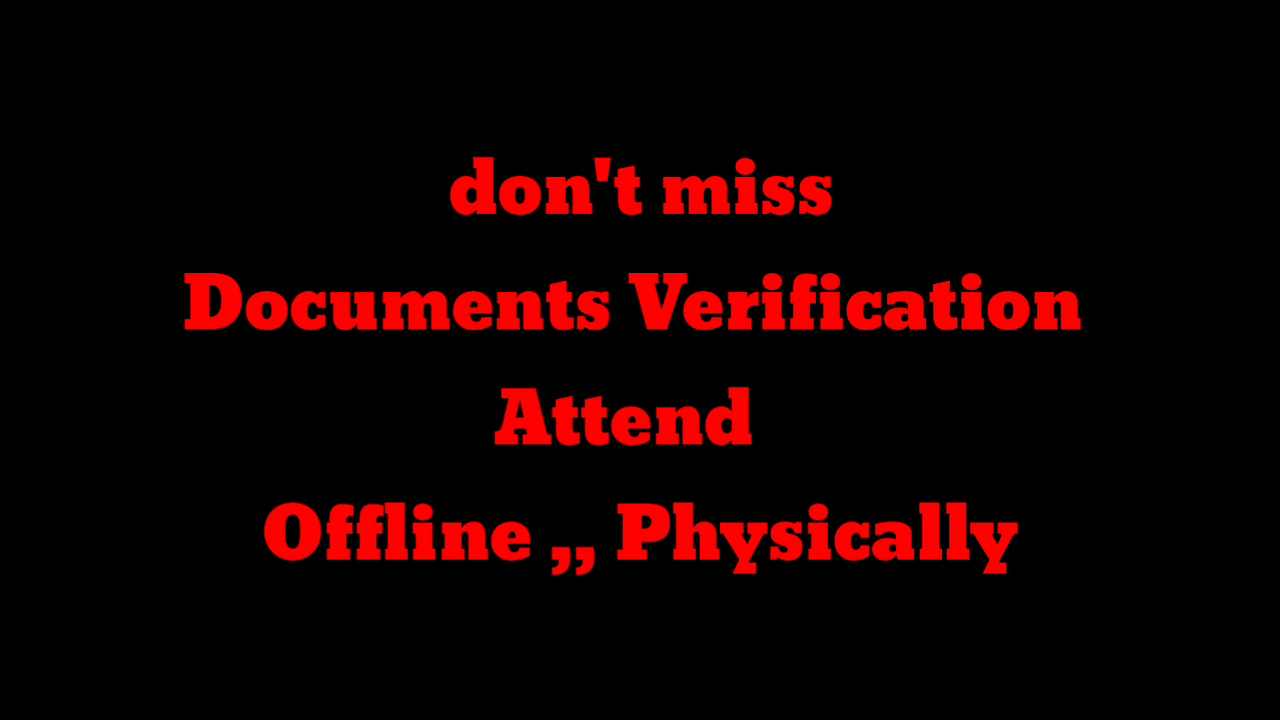 don't miss
Documents Verification
Attend
Offline ,, Physically